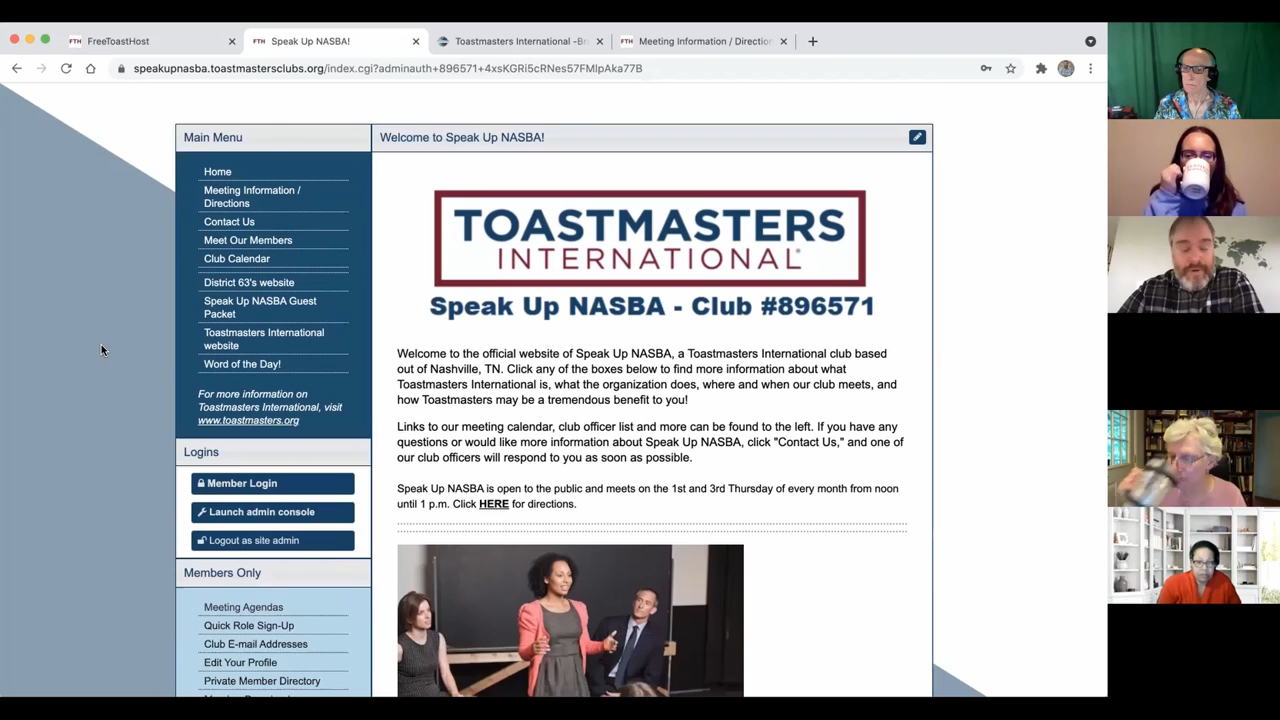 FTH FreeToastHost
FTH Speak Up NASBA!
Toastmasters International -Br
FTH Meeting Information / Directio
speakupnasba.toastmastersclubs.org/index.cgi?adminauth+896571+4xsKGRi5cRNes57FMlpAka77B
Main Menu
Home
Meeting Information /
Directions
Contact Us
Meet Our Members
Club Calendar
District 63's website
Speak Up NASBA Guest
Packet
Toastmasters International
website
Word of the Day!
For more information on
Toastmasters International, visit
www.toastmasters.org
Logins
Member Login
Launch admin console
Logout as site admin
Members Only
Meeting Agendas
Quick Role Sign-Up
Club E-mail Addresses
Edit Your Profile
Private Member Directory
Welcome to Speak Up NASBA!
TOASTMASTERS
INTERNATIONAL®
Speak Up NASBA - Club #896571
Welcome to the official website of Speak Up NASBA, a Toastmasters International club based
out of Nashville, TN. Click any of the boxes below to find more information about what
Toastmasters International is, what the organization does, where and when our club meets, and
how Toastmasters may be a tremendous benefit to you!
Links to our meeting calendar, club officer list and more can be found to the left. If you have any
questions or would like more information about Speak Up NASBA, click "Contact Us," and one of
our club officers will respond to you as soon as possible.
Speak Up NASBA is open to the public and meets on the 1st and 3rd Thursday of every month from noon
until 1 p.m. Click HERE for directions.